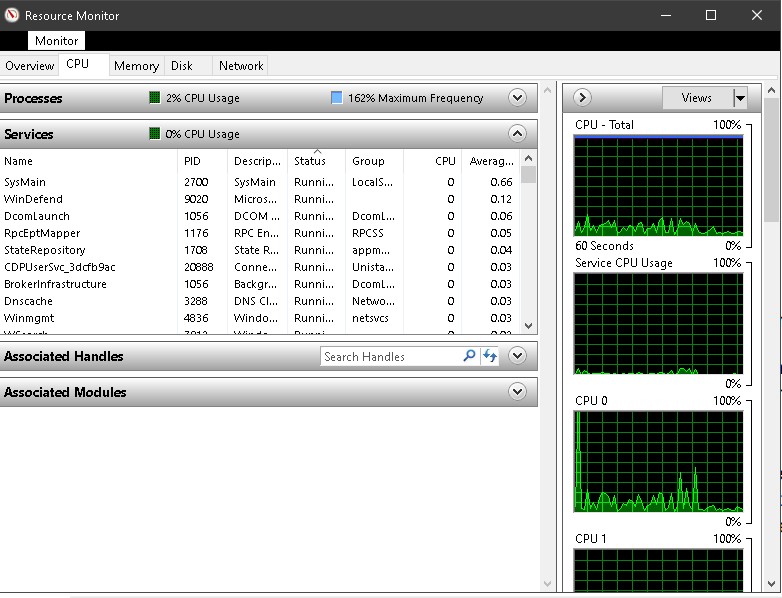 Resource Monitor
Monitor
Overview CPU Memory Disk Network
Processes 2% CPU Usage 162% Maximum Frequency
Services 0% CPU Usage
Name PID Descrip... Status Group CPU Averag...
SysMain 2700 SysMain Runni... LocalS... 0 0.66
WinDefend 9020 Micros... Runni... 0 0.12
DcomLaunch 1056 DCOM ... Runni... DcomL... 0 0.06
RpcEptMapper 1176 RPC En... Runni... RPCSS 0 0.05
StateRepository 1708 State R... Runni... appm... 0 0.04
CDPUserSvc_3dcfb9ac 20888 Conne... Runni... Unista... 0 0.03
BrokerInfrastructure 1056 Backgr... Runni... DcomL... 0 0.03
Dnscache 3288 DNS Cl... Runni... Netwo... 0 0.03
Winmgmt 4836 Windo... Runni... netsvcs 0 0.03
Associated Handles Search Handles
Associated Modules
Views
CPU - Total 100%
60 Seconds 0%
Service CPU Usage 100%
0%
CPU 0 100%
0%
CPU 1 100%